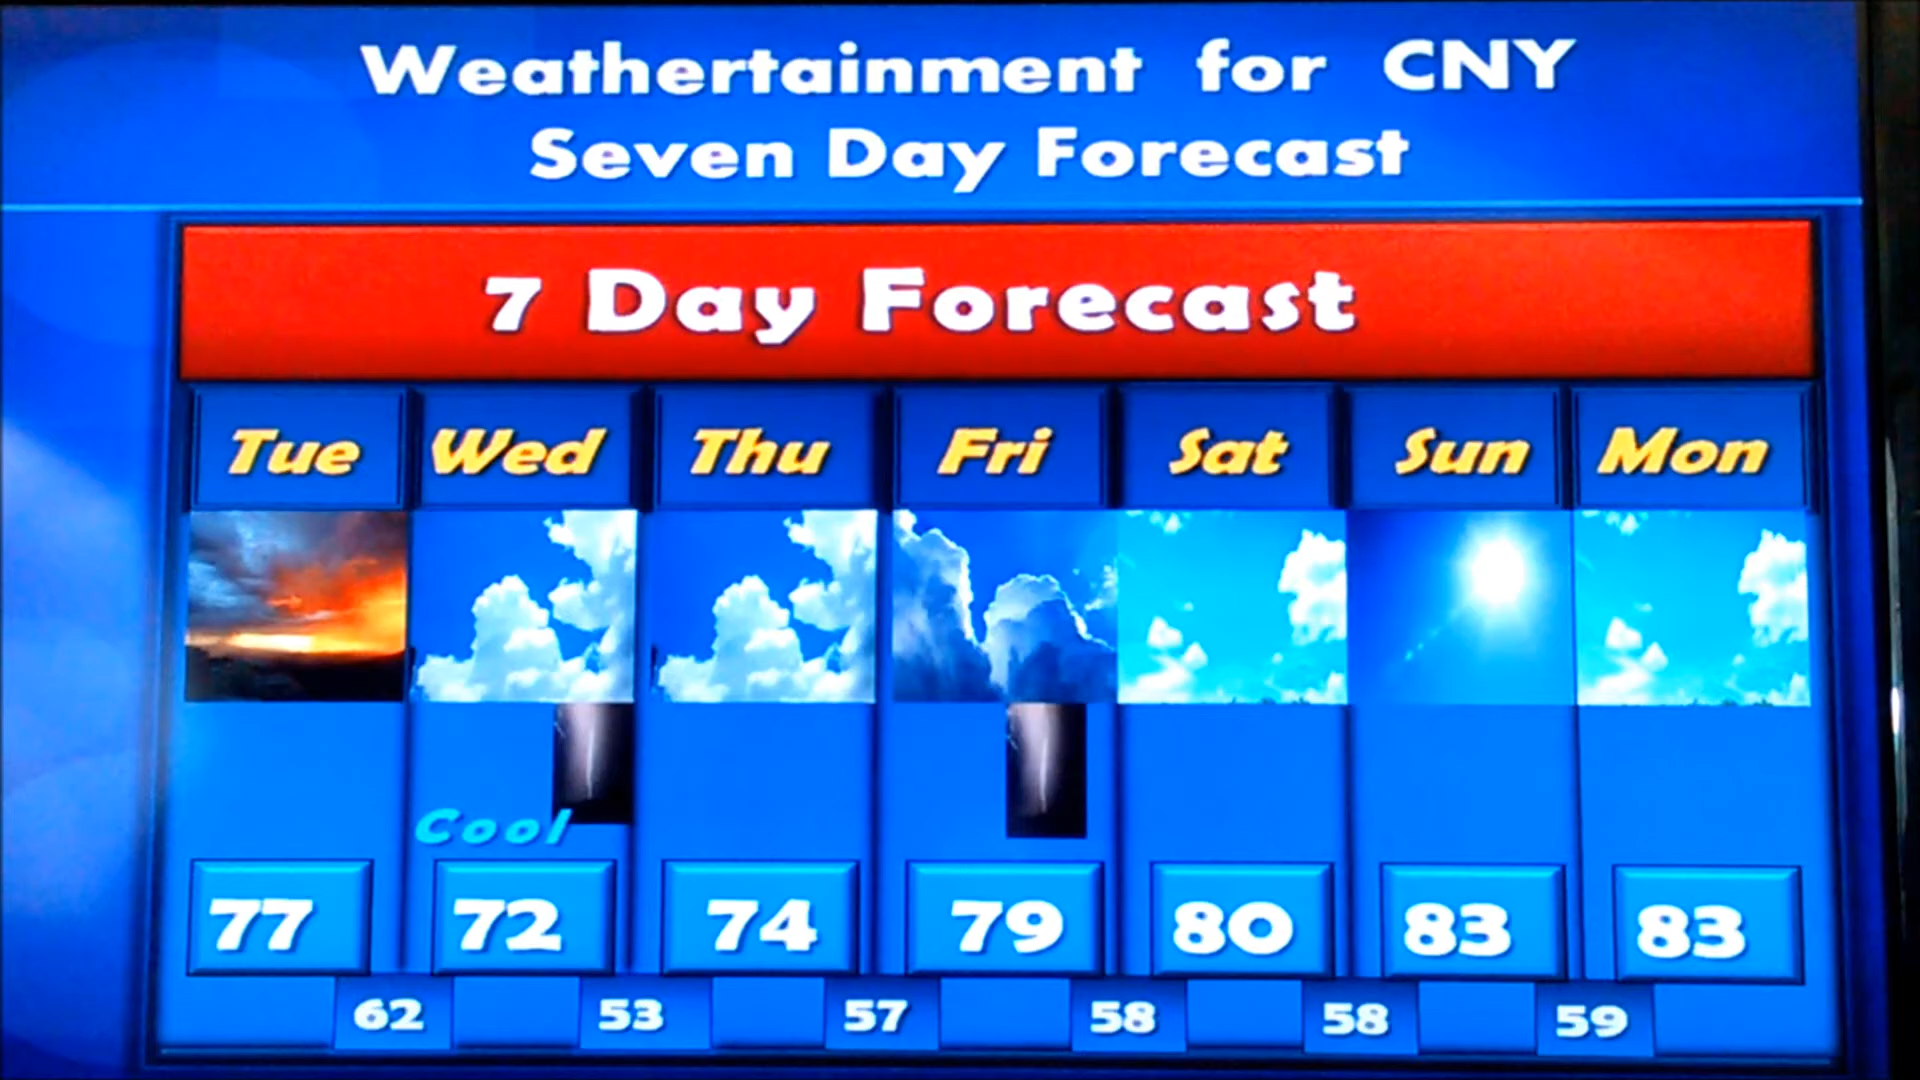 Weathertainment for CNY
Seven Day Forecast
7 Day Forecast
Tue Wed Thu Fri Sat Sun Mon
Cool
77 72 74 79 80 83 83
62 53 57 58 58 59